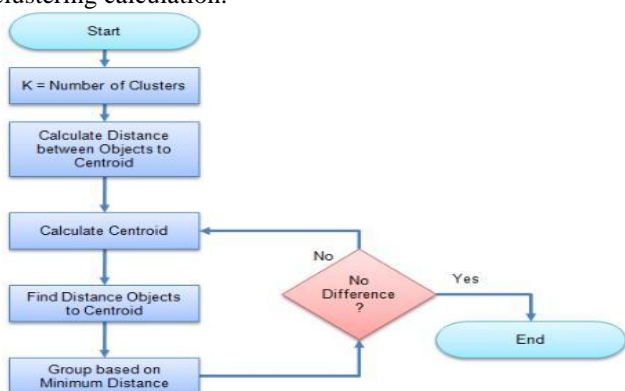 clustering calculation.
Start
K = Number of Clusters
Calculate Distance
between Objects to
Centroid
Calculate Centroid
Find Distance Objects
to Centroid
Group based on
Minimum Distance
No
No
Difference
?
Yes
End